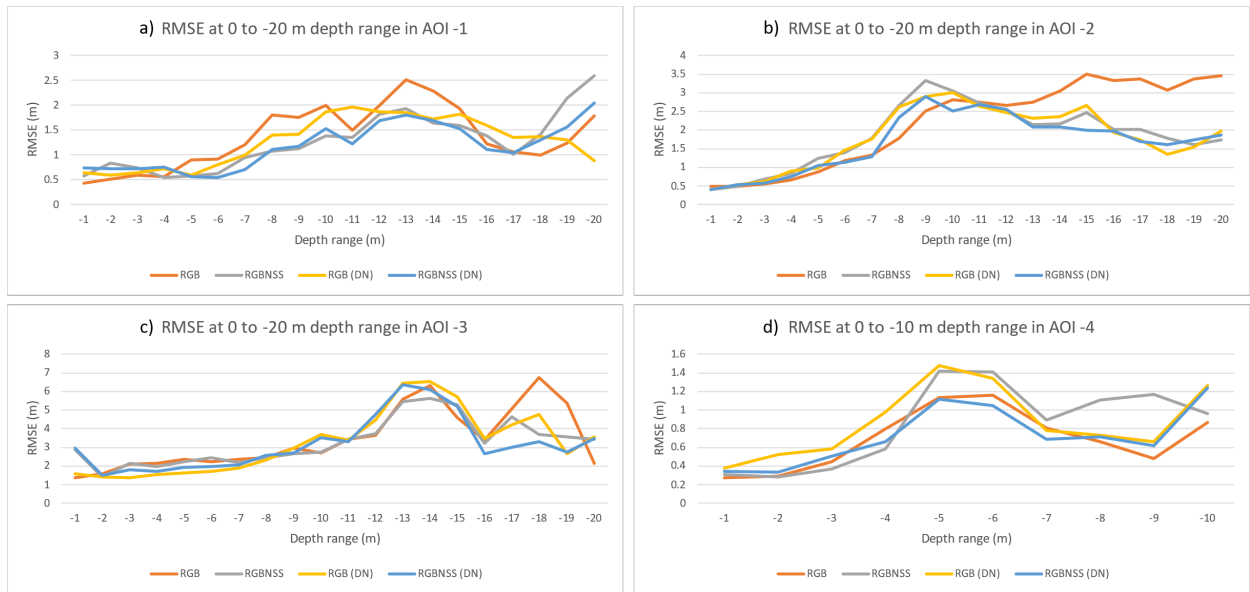 a) RMSE at 0 to -20 m depth range in AOI -1
3
2.5
2
1.5
1
0.5
0
RMSE (m)
-1 -2 -3 -4 -5 -6 -7 -8 -9 -10 -11 -12 -13 -14 -15 -16 -17 -18 -19 -20
Depth range (m)
RGB RGBNSS RGB (DN) RGBNSS (DN)
b) RMSE at 0 to -20 m depth range in AOI -2
4
3.5
3
2.5
2
1.5
1
0.5
0
RMSE (m)
-1 -2 -3 -4 -5 -6 -7 -8 -9 -10 -11 -12 -13 -14 -15 -16 -17 -18 -19 -20
Depth range (m)
RGB RGBNSS RGB (DN) RGBNSS (DN)
c) RMSE at 0 to -20 m depth range in AOI -3
8
7
6
5
4
3
2
1
0
RMSE (m)
-1 -2 -3 -4 -5 -6 -7 -8 -9 -10 -11 -12 -13 -14 -15 -16 -17 -18 -19 -20
Depth range (m)
RGB RGBNSS RGB (DN) RGBNSS (DN)
d) RMSE at 0 to -10 m depth range in AOI -4
1.6
1.4
1.2
1
0.8
0.6
0.4
0.2
0
RMSE (m)
-1 -2 -3 -4 -5 -6 -7 -8 -9 -10
Depth range (m)
RGB RGBNSS RGB (DN) RGBNSS (DN)